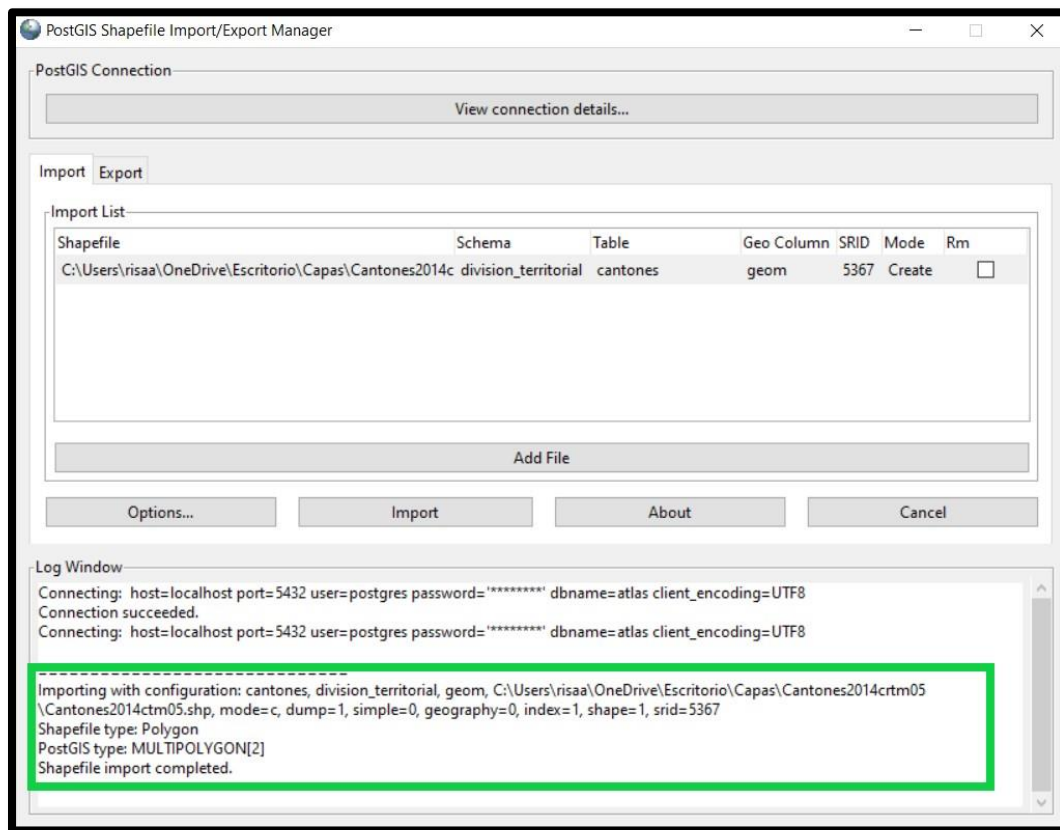 PostGIS Shapefile Import/Export Manager
PostGIS Connection
View connection details...
Import Export
Import List
Shapefile Schema Table Geo Column SRID Mode Rm
C:\Users\risaa\OneDrive\Escritorio\Capas\Cantones2014c division_territorial cantones geom 5367 Create
Add File
Options... Import About Cancel
Log Window
Connecting: host=localhost port=5432 user=postgres password='********' dbname=atlas client_encoding=UTF8
Connection succeeded.
Connecting: host=localhost port=5432 user=postgres password='********' dbname=atlas client_encoding=UTF8
==============================
Importing with configuration: cantones, division_territorial, geom, C:\Users\risaa\OneDrive\Escritorio\Capas\Cantones2014crtm05
\Cantones2014ctm05.shp, mode=c, dump=1, simple=0, geography=0, index=1, shape=1, srid=5367
Shapefile type: Polygon
PostGIS type: MULTIPOLYGON[2]
Shapefile import completed.